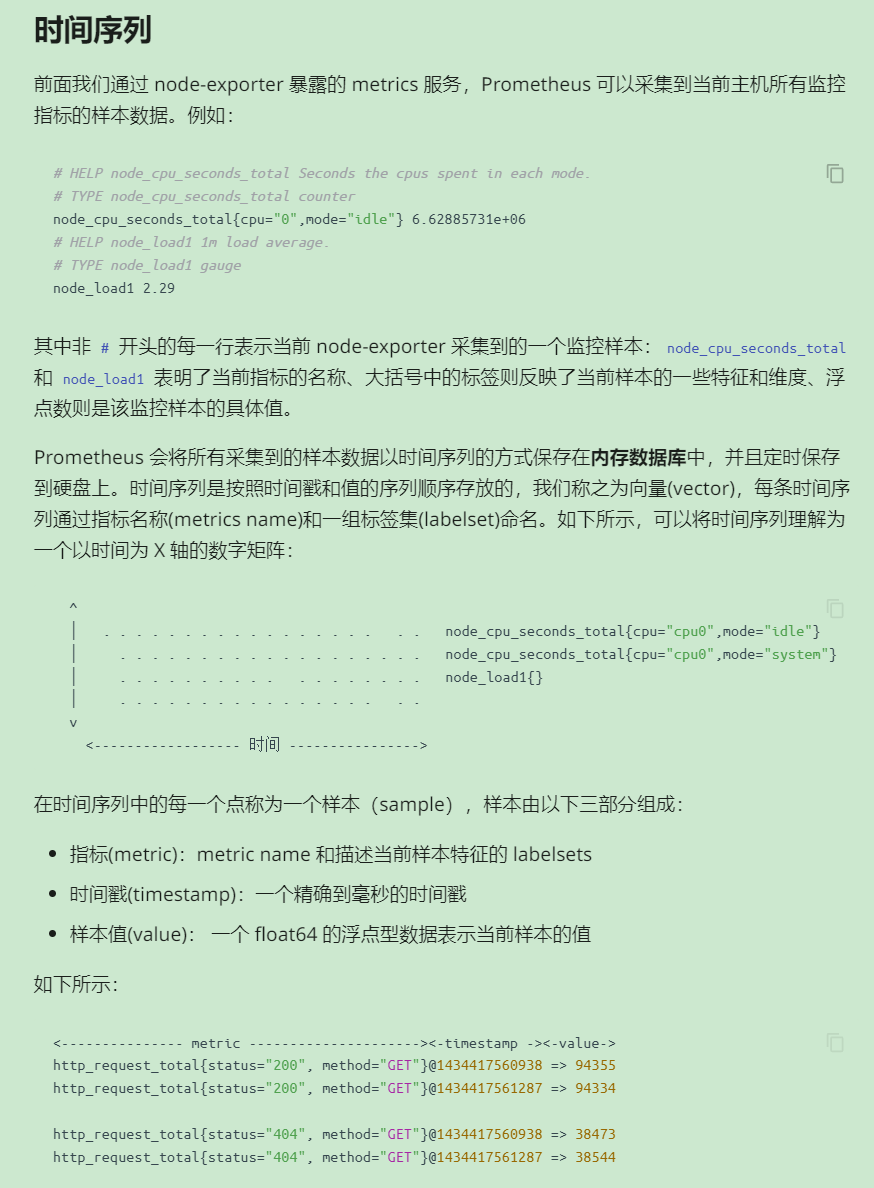 时间序列
前面我们通过 node-exporter 暴露的 metrics 服务，Prometheus 可以采集到当前主机所有监控
指标的样本数据。例如：
# HELP node_cpu_seconds_total Seconds the cpus spent in each mode.
# TYPE node_cpu_seconds_total counter
node_cpu_seconds_total{cpu="0",mode="idle"} 6.62885731e+06
# HELP node_load1 1m load average.
# TYPE node_load1 gauge
node_load1 2.29
其中非 # 开头的每一行表示当前 node-exporter 采集到的一个监控样本： node_cpu_seconds_total
和 node_load1 表明了当前指标的名称、大括号中的标签则反映了当前样本的一些特征和维度、浮
点数则是该监控样本的具体值。
Prometheus 会将所有采集到的样本数据以时间序列的方式保存在内存数据库中，并且定时保存
到硬盘上。时间序列是按照时间戳和值的序列顺序存放的，我们称之为向量(vector)，每条时间序
列通过指标名称(metrics name)和一组标签集(labelset)命名。如下所示，可以将时间序列理解为
一个以时间为 X 轴的数字矩阵：
  ^
  │   . . . . . . . . . . . . . . . . .   . .   node_cpu_seconds_total{cpu="cpu0",mode="idle"}
  │     . . . . . . . . . . . . . . . . . . .   node_cpu_seconds_total{cpu="cpu0",mode="system"}
  │     . . . . . . . . . .   . . . . . . . .   node_load1{}
  │     . . . . . . . . . . . . . . . .   . .
  v
    <------------------ 时间 ---------------->
在时间序列中的每一个点称为一个样本（sample），样本由以下三部分组成：
• 指标(metric)：metric name 和描述当前样本特征的 labelsets
• 时间戳(timestamp)：一个精确到毫秒的时间戳
• 样本值(value)： 一个 float64 的浮点型数据表示当前样本的值
如下所示：
<--------------- metric ---------------------><-timestamp -><-value->
http_request_total{status="200", method="GET"}@1434417560938 => 94355
http_request_total{status="200", method="GET"}@1434417561287 => 94334
http_request_total{status="404", method="GET"}@1434417560938 => 38473
http_request_total{status="404", method="GET"}@1434417561287 => 38544